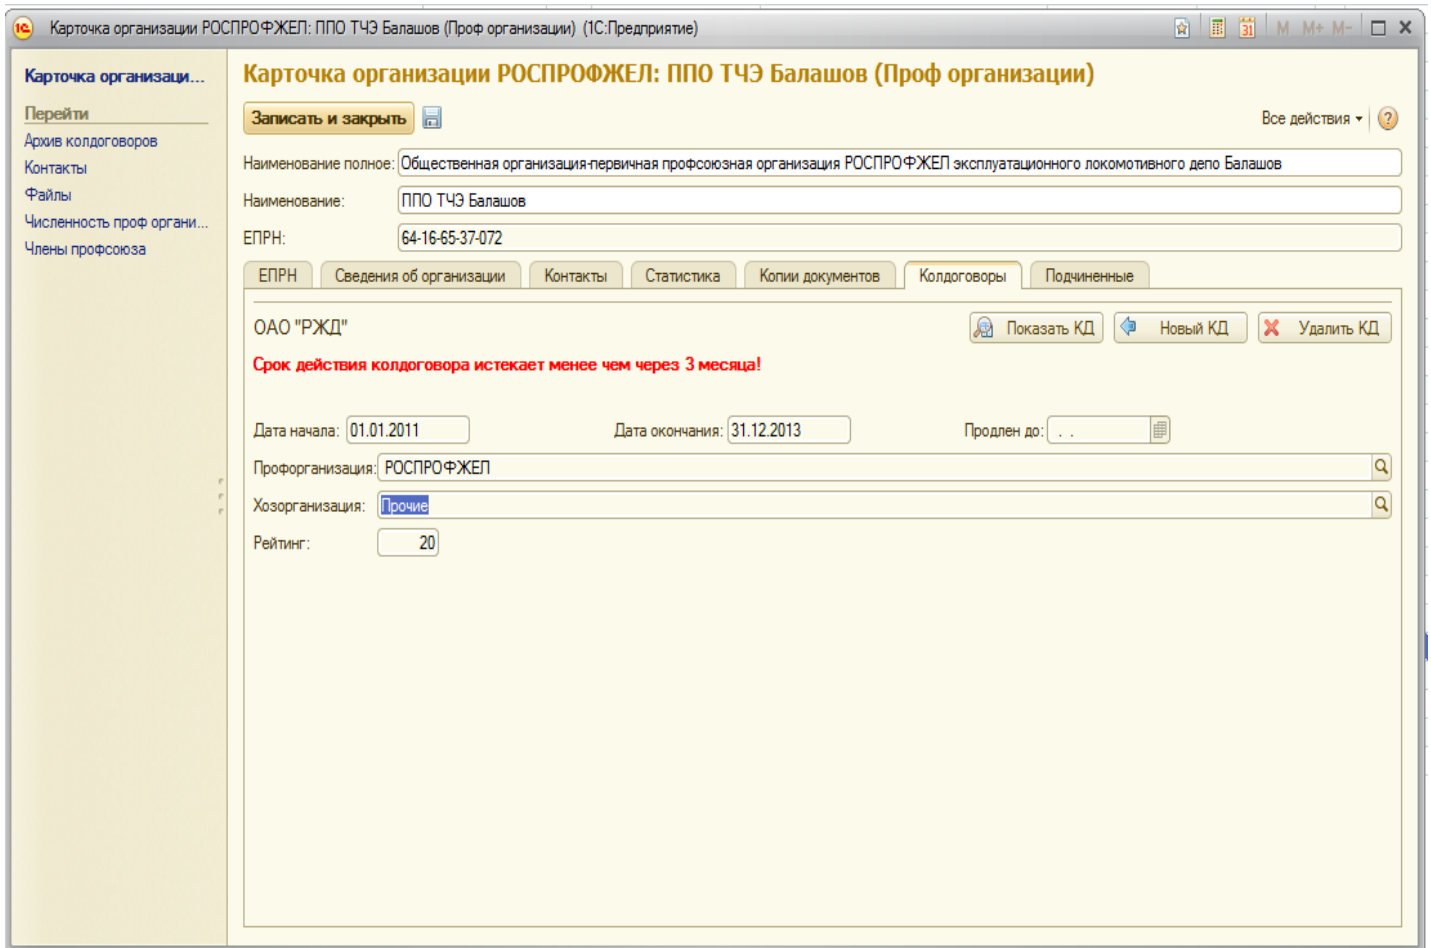 Карточка организации РОСПРОФЖЕЛ: ППО ТЧЭ Балашов (Проф организации) (1С:Предприятие)
M M+ M-
Карточка организаци...
Перейти
Архив колдоговоров
Контакты
Файлы
Численность проф органи...
Члены профсоюза
Карточка организации РОСПРОФЖЕЛ: ППО ТЧЭ Балашов (Проф организации)
Записать и закрыть
Все действия
Наименование полное: Общественная организация-первичная профсоюзная организация РОСПРОФЖЕЛ эксплуатационного локомотивного депо Балашов
Наименование: ППО ТЧЭ Балашов
ЕПРН: 64-16-65-37-072
ЕПРН Сведения об организации Контакты Статистика Копии документов Колдоговоры Подчиненные
ОАО "РЖД" Показать КД Новый КД Удалить КД
Срок действия колдоговора истекает менее чем через 3 месяца!
Дата начала: 01.01.2011 Дата окончания: 31.12.2013 Продлен до: . .
Профорганизация: РОСПРОФЖЕЛ
Хозорганизация: Прочие
Рейтинг: 20